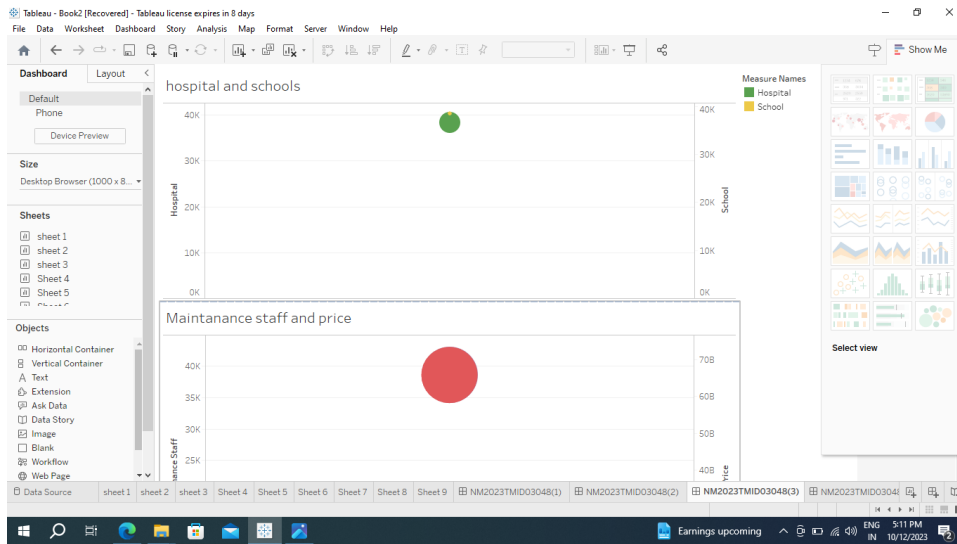 Tableau - Book2 [Recovered] - Tableau license expires in 8 days
File Data Worksheet Dashboard Story Analysis Map Format Server Window Help
Show Me
Dashboard Layout
Default
Phone
Device Preview
Size
Desktop Browser (1000 x 8...
Sheets
sheet 1
sheet 2
sheet 3
Sheet 4
Sheet 5
Objects
Horizontal Container
Vertical Container
Text
Extension
Ask Data
Data Story
Image
Blank
Workflow
Web Page
hospital and schools
40K
30K
20K
10K
0K
Hospital
40K
30K
20K
10K
0K
School
Measure Names
Hospital
School
Maintanance staff and price
40K
35K
30K
25K
nance Staff
70B
60B
50B
40B
rice
Select view
Data Source sheet 1 sheet 2 sheet 3 Sheet 4 Sheet 5 Sheet 6 Sheet 7 Sheet 8 Sheet 9 NM2023TMID03048(1) NM2023TMID03048(2) NM2023TMID03048(3) NM2023TMID0304
Earnings upcoming
ENG
IN
5:11 PM
10/12/2023
2